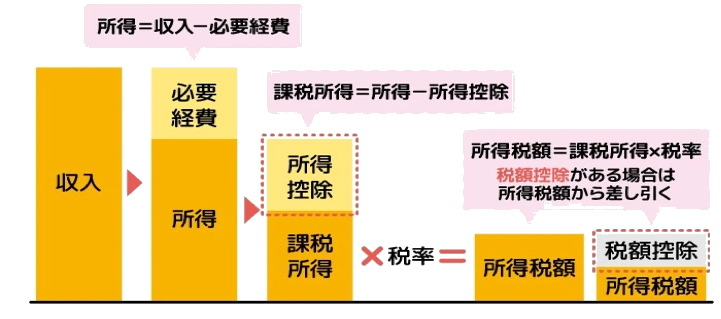 所得=収入-必要経費
収入
必要
経費
所得
課税所得=所得-所得控除
所得
控除
課税
所得
×税率=
所得税額=課税所得×税率
税額控除がある場合は
所得税額から差し引く
所得税額
税額控除
所得税額